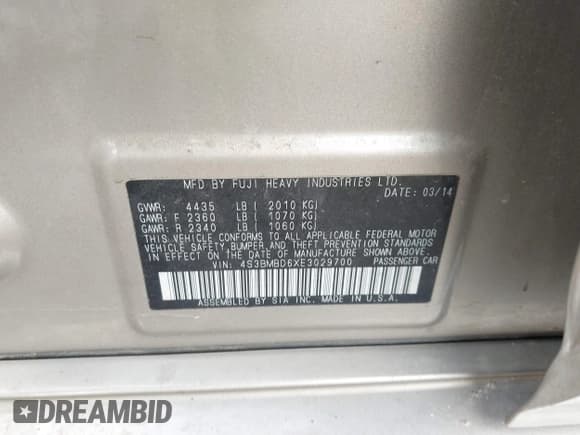 MFD BY FUJI HEAVY INDUSTRIES LTD.
DATE: 03/14
GVWR: 4435 LB ( 2010 KG)
GAWR: F 2360 LB ( 1070 KG)
GAWR: R 2340 LB ( 1060 KG)
THIS VEHICLE CONFORMS TO ALL APPLICABLE FEDERAL MOTOR
VEHICLE SAFETY, BUMPER, AND THEFT PREVENTION STANDARDS
IN EFFECT ON THE DATE OF MANUFACTURE SHOWN ABOVE.
VIN: 4S3BMBD6XE3029700 PASSENGER CAR
ASSEMBLED BY SIA INC. MADE IN U.S.A.
DREAMBID